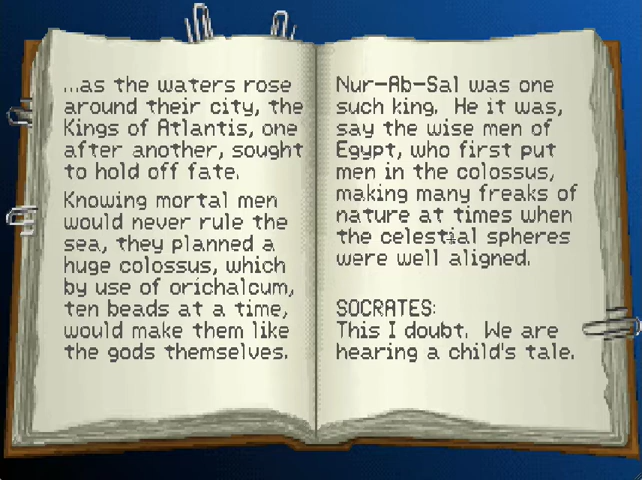 ...as the waters rose
around their city, the
Kings of Atlantis, one
after another, sought
to hold off fate.
Knowing mortal men
would never rule the
sea, they planned a
huge colossus, which
by use of orichalcum,
ten beads at a time,
would make them like
the gods themselves.
Nur-Ab-Sal was one
such king. He it was,
say the wise men of
Egypt, who first put
men in the colossus,
making many freaks of
nature at times when
the celestial spheres
were well aligned.
SOCRATES:
This I doubt. We are
hearing a child's tale.